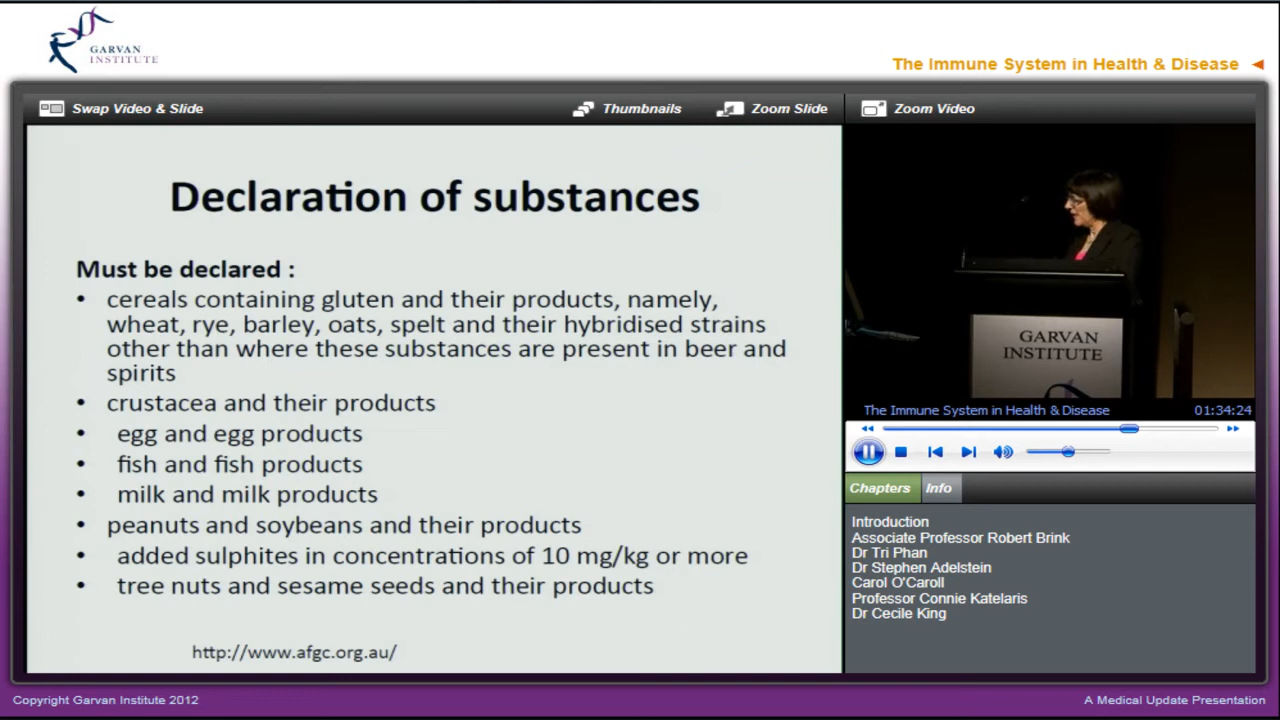 GARVAN
INSTITUTE
The Immune System in Health & Disease
Swap Video & Slide
Thumbnails
Zoom Slide
Zoom Video
Declaration of substances
Must be declared :
• cereals containing gluten and their products, namely,
wheat, rye, barley, oats, spelt and their hybridised strains
other than where these substances are present in beer and
spirits
• crustacea and their products
• egg and egg products
• fish and fish products
• milk and milk products
• peanuts and soybeans and their products
• added sulphites in concentrations of 10 mg/kg or more
• tree nuts and sesame seeds and their products
http://www.afgc.org.au/
GARVAN
INSTITUTE
The Immune System in Health & Disease
01:34:24
Chapters
Info
Introduction
Associate Professor Robert Brink
Dr Tri Phan
Dr Stephen Adelstein
Carol O'Caroll
Professor Connie Katelaris
Dr Cecile King
Copyright Garvan Institute 2012
A Medical Update Presentation